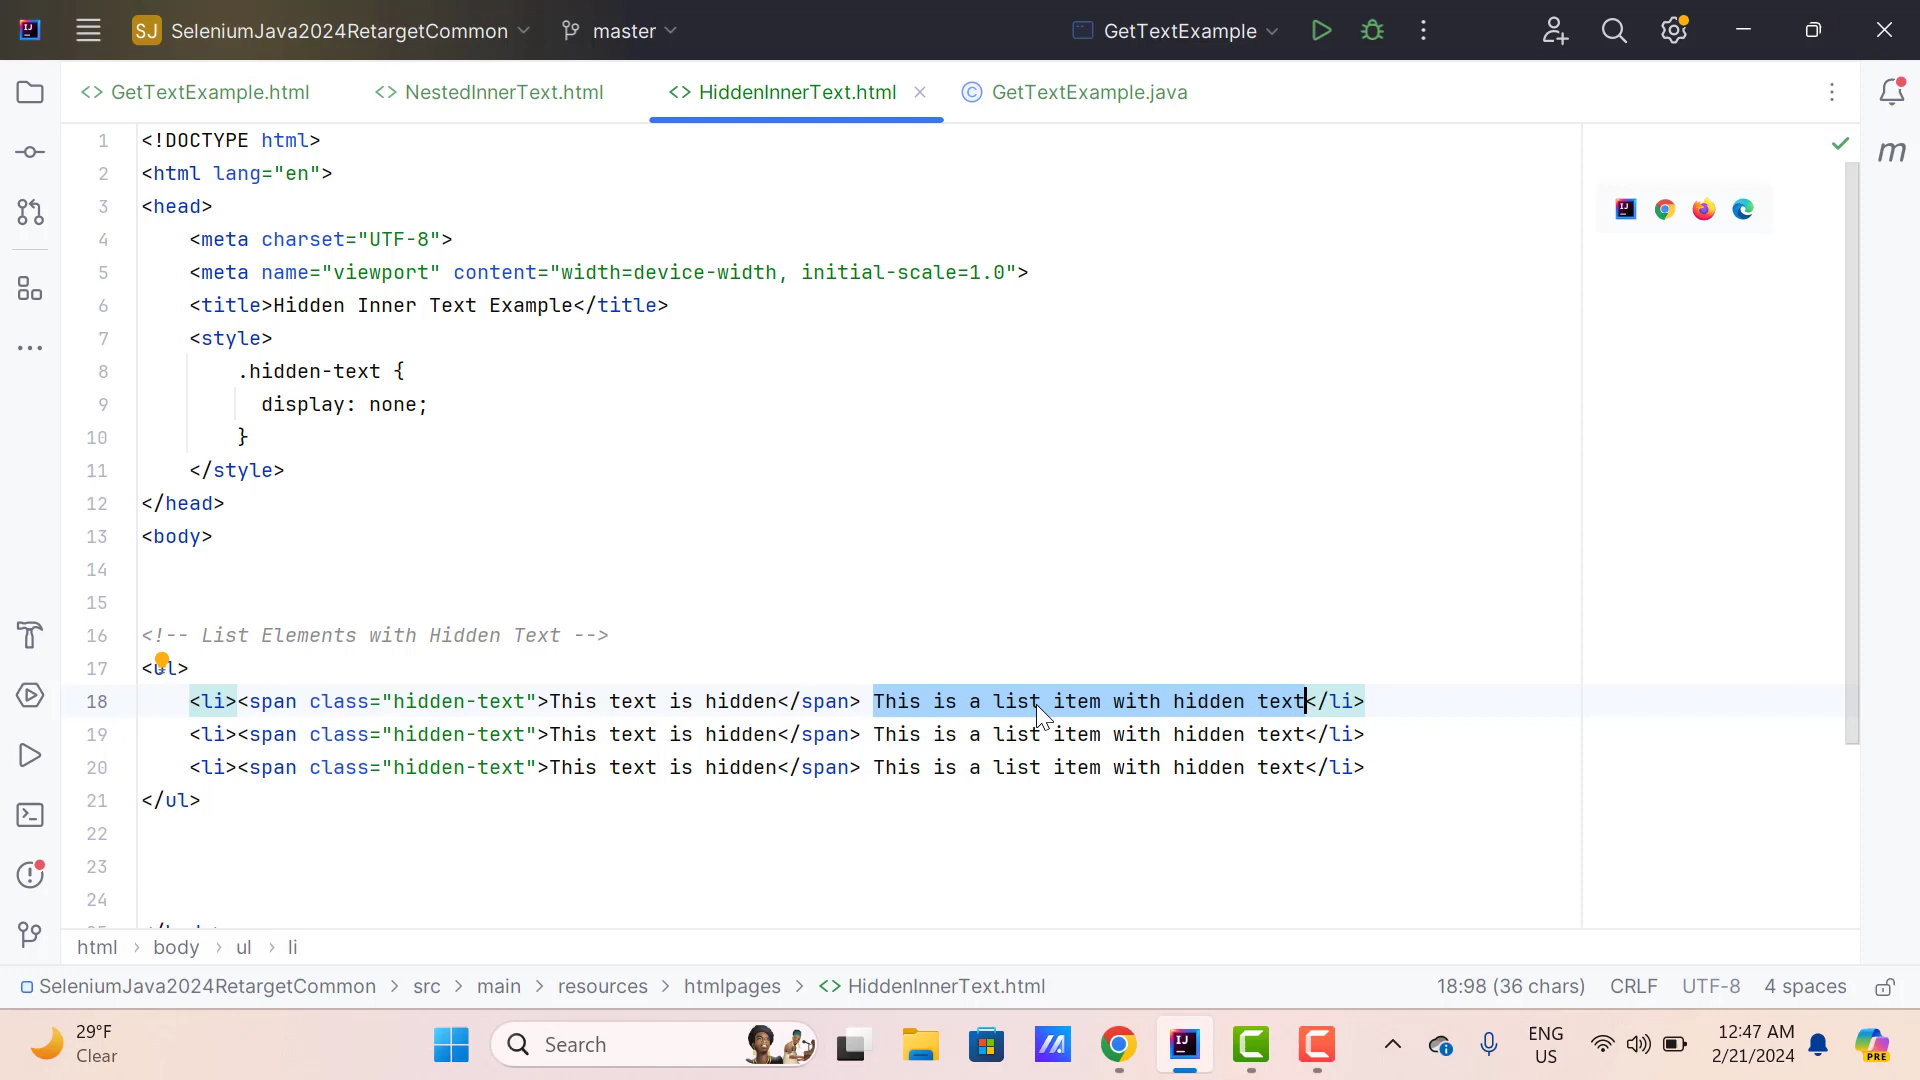 SJ SeleniumJava2024RetargetCommon master GetTextExample
GetTextExample.html NestedInnerText.html HiddenInnerText.html GetTextExample.java
1 <!DOCTYPE html>
2 <html lang="en">
3 <head>
4 <meta charset="UTF-8">
5 <meta name="viewport" content="width=device-width, initial-scale=1.0">
6 <title>Hidden Inner Text Example</title>
7 <style>
8 .hidden-text {
9 display: none;
10 }
11 </style>
12 </head>
13 <body>
14
15
16 <!-- List Elements with Hidden Text -->
17 <ul>
18 <li><span class="hidden-text">This text is hidden</span> This is a list item with hidden text</li>
19 <li><span class="hidden-text">This text is hidden</span> This is a list item with hidden text</li>
20 <li><span class="hidden-text">This text is hidden</span> This is a list item with hidden text</li>
21 </ul>
22
23
24
html > body > ul > li
SeleniumJava2024RetargetCommon > src > main > resources > htmlpages > HiddenInnerText.html 18:98 (36 chars) CRLF UTF-8 4 spaces
29°F
Clear
Search
ENG
US
12:47 AM
2/21/2024
PRE